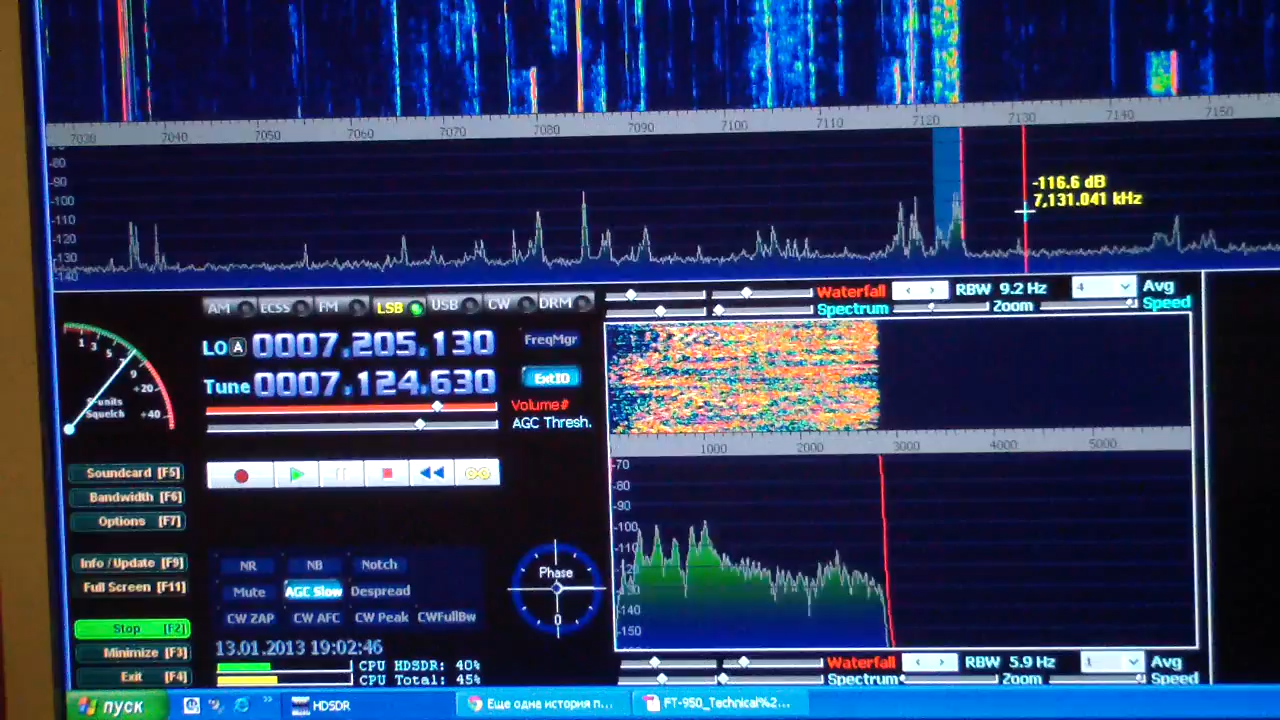 7030 7040 7050 7060 7070 7080 7090 7100 7110 7120 7130 7140 7150
-80
-90
-100
-110
-120
-130
-140
-116.6 dB
7,131.041 kHz
AM ECSS FM LSB USB CW DRM
Waterfall RBW 9.2 Hz 4 Avg
Spectrum Zoom Speed
LO A 0007.205.130 FreqMgr
Tune 0007.124.630 ExtIO
Volume#
AGC Thresh.
1 3 5 9 +20 +40
S-units
Squelch
1000 2000 3000 4000 5000
-70
-80
-90
-100
-110
-120
-130
-140
-150
Soundcard [F5]
Bandwidth [F6]
Options [F7]
Info/Update [F9]
Full Screen [F11]
Stop [F2]
Minimize [F3]
Exit [F4]
NR NB Notch
Mute AGC Slow Despread
CW ZAP CW AFC CW Peak CWFullBw
Phase
0
13.01.2013 19:02:46
CPU HDSDR: 40%
CPU Total: 45%
Waterfall RBW 5.9 Hz 1 Avg
Spectrum Zoom Speed
пуск HDSDR Еще одна история п... FT-950_Technical%2...